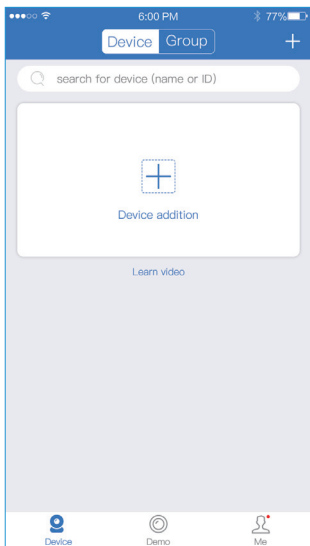 6:00 PM
77%
Device Group
search for device (name or ID)
Device addition
Learn video
Device
Demo
Me